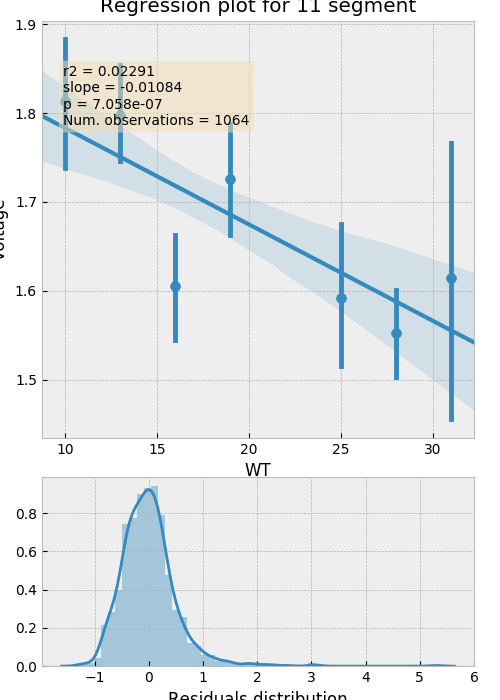 Regression plot for 11 segment
1.9
1.8
1.7
1.6
1.5
r2 = 0.02291
slope = -0.01084
p = 7.058e-07
Num. observations = 1064
Voltage
10 15 20 25 30
WT
0.8
0.6
0.4
0.2
0.0
−1 0 1 2 3 4 5 6
Residuals distribution